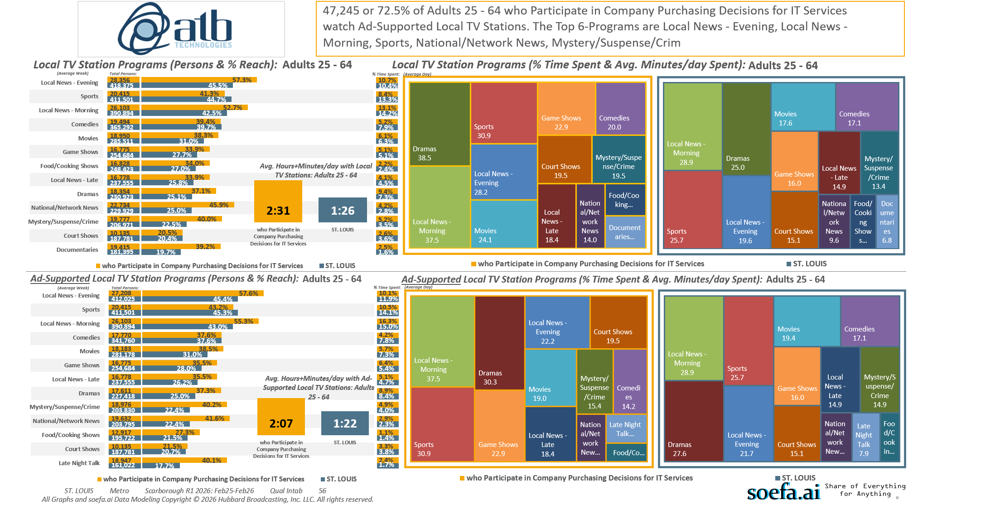 atb
TECHNOLOGIES
47,245 or 72.5% of Adults 25 - 64 who Participate in Company Purchasing Decisions for IT Services
watch Ad-Supported Local TV Stations. The Top 6-Programs are Local News - Evening, Local News -
Morning, Sports, National/Network News, Mystery/Suspense/Crim
Local TV Station Programs (Persons & % Reach): Adults 25 - 64
(Average Week) Total Persons:
Local News - Evening 28,356 57.3%
418,375 45.5%
Sports 20,415 41.3%
411,501 44.7%
Local News - Morning 26,103 52.7%
390,894 42.5%
Comedies 19,494 39.4%
365,292 39.7%
Movies 18,950 38.3%
285,511 31.0%
Game Shows 16,775 33.9%
254,684 27.7%
Food/Cooking Shows 16,828 34.0%
248,423 27.0%
Local News - Late 16,778 33.9%
237,555 25.8%
Dramas 18,354 37.1%
230,923 25.1%
National/Network News 22,734 45.9%
229,929 25.0%
Mystery/Suspense/Crime 19,777 40.0%
206,971 22.5%
Court Shows 10,135 20.5%
187,781 20.4%
Documentaries 19,415 39.2%
181,395 19.7%
Avg. Hours+Minutes/day with Local
TV Stations: Adults 25 - 64
2:31
1:26
who Participate in
Company Purchasing
Decisions for IT Services
ST. LOUIS
who Participate in Company Purchasing Decisions for IT Services ST. LOUIS
Local TV Station Programs (% Time Spent & Avg. Minutes/day Spent): Adults 25 - 64
% Time Spent: (Average Day)
10.7%
10.4%
8.4%
13.3%
13.1%
14.2%
5.2%
7.9%
6.1%
6.3%
5.1%
5.1%
2.2%
2.4%
4.1%
4.5%
9.4%
7.3%
4.2%
2.8%
5.2%
3.5%
2.6%
3.6%
2.5%
1.6%
Dramas
38.5
Local News -
Morning
37.5
Sports
30.9
Local News -
Evening
28.2
Movies
24.1
Game Shows
22.9
Comedies
20.0
Court Shows
19.5
Mystery/Suspe
nse/Crime
19.5
Local
News -
Late
18.4
Nation
al/Net
work
News
14.0
Food/Coo
king...
Document
aries...
Local News -
Morning
28.9
Sports
25.7
Dramas
25.0
Local News -
Evening
19.6
Movies
17.6
Comedies
17.1
Game Shows
16.0
Court Shows
15.1
Local News
- Late
14.9
Mystery/
Suspense
/Crime
13.4
Nationa
l/Netw
ork
News
9.6
Food/
Cooki
ng
Show
s...
Doc
ume
ntari
es
6.8
who Participate in Company Purchasing Decisions for IT Services ST. LOUIS
Ad-Supported Local TV Station Programs (Persons & % Reach): Adults 25 - 64
(Average Week) Total Persons:
Local News - Evening 27,208 57.6%
412,025 45.4%
Sports 20,415 43.2%
411,501 45.3%
Local News - Morning 26,103 55.3%
390,894 43.0%
Comedies 17,770 37.6%
341,760 37.6%
Movies 18,183 38.5%
281,178 31.0%
Game Shows 16,775 35.5%
254,684 28.0%
Local News - Late 16,778 35.5%
237,555 26.2%
Dramas 17,611 37.3%
227,418 25.0%
Mystery/Suspense/Crime 18,976 40.2%
203,830 22.4%
National/Network News 19,632 41.6%
203,795 22.4%
Food/Cooking Shows 12,917 27.3%
195,722 21.5%
Court Shows 10,135 21.5%
187,781 20.7%
Late Night Talk 18,947 40.1%
161,022 17.7%
Avg. Hours+Minutes/day with Ad-
Supported Local TV Stations: Adults
25 - 64
2:07
1:22
who Participate in
Company Purchasing
Decisions for IT Services
ST. LOUIS
who Participate in Company Purchasing Decisions for IT Services ST. LOUIS
Ad-Supported Local TV Station Programs (% Time Spent & Avg. Minutes/day Spent): Adults 25 - 64
% Time Spent: (Average Day)
10.1%
11.9%
10.5%
14.1%
16.3%
15.0%
4.2%
7.8%
5.7%
7.3%
6.4%
5.4%
5.1%
4.7%
8.9%
8.4%
4.9%
4.0%
2.9%
2.3%
1.1%
1.4%
3.3%
3.8%
2.4%
1.7%
Local News -
Morning
37.5
Sports
30.9
Dramas
30.3
Game Shows
22.9
Local News -
Evening
22.2
Court Shows
19.5
Movies
19.0
Local News -
Late
18.4
Mystery/
Suspense
/Crime
15.4
Comedi
es
14.2
Nation
al/Net
work
New...
Late Night
Talk...
Food/Co...
Local News -
Morning
28.9
Dramas
27.6
Sports
25.7
Local News -
Evening
21.7
Movies
19.4
Comedies
17.1
Game Shows
16.0
Court Shows
15.1
Local
News -
Late
14.9
Mystery/S
uspense/
Crime
14.9
Nation
al/Net
work
New...
Late
Night
Talk
7.9
Foo
d/C
ook
in...
who Participate in Company Purchasing Decisions for IT Services ST. LOUIS
ST. LOUIS Metro Scarborough R1 2026: Feb25-Feb26 Qual Intab 56
All Graphs and soefa.ai Data Modeling Copyright © 2026 Hubbard Broadcasting, Inc. LLC. All rights reserved.
soefa.ai Share of Everything
for Anything ©